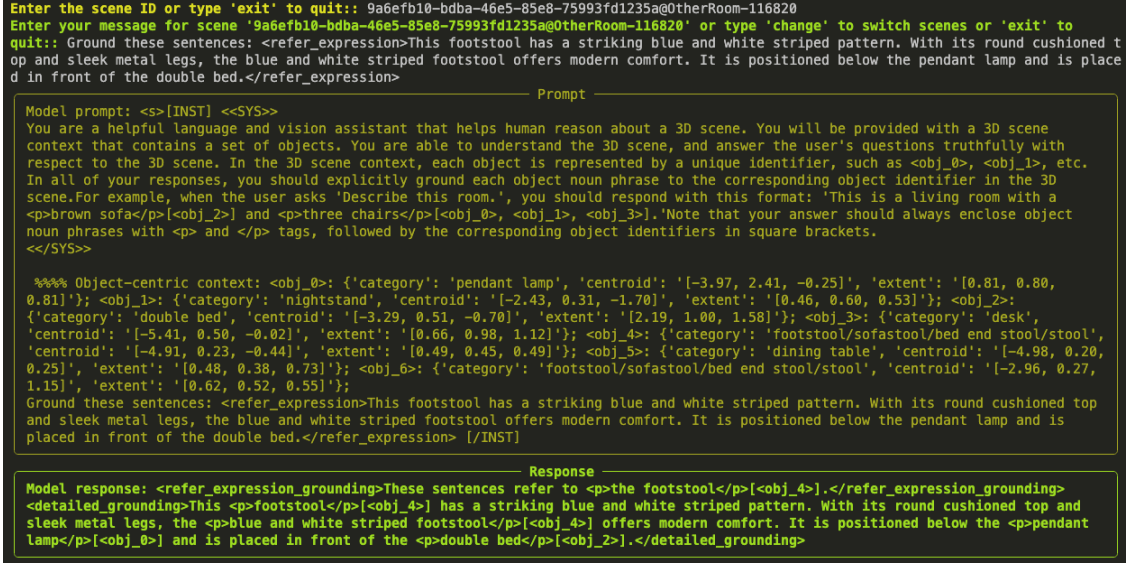 Enter the scene ID or type 'exit' to quit:: 9a6efb10-bdba-46e5-85e8-75993fd1235a@OtherRoom-116820
Enter your message for scene '9a6efb10-bdba-46e5-85e8-75993fd1235a@OtherRoom-116820' or type 'change' to switch scenes or 'exit' to
quit:: Ground these sentences: <refer_expression>This footstool has a striking blue and white striped pattern. With its round cushioned t
op and sleek metal legs, the blue and white striped footstool offers modern comfort. It is positioned below the pendant lamp and is place
d in front of the double bed.</refer_expression>
Prompt
Model prompt: <s>[INST] <<SYS>>
You are a helpful language and vision assistant that helps human reason about a 3D scene. You will be provided with a 3D scene
context that contains a set of objects. You are able to understand the 3D scene, and answer the user's questions truthfully with
respect to the 3D scene. In the 3D scene context, each object is represented by a unique identifier, such as <obj_0>, <obj_1>, etc.
In all of your responses, you should explicitly ground each object noun phrase to the corresponding object identifier in the 3D
scene.For example, when the user asks 'Describe this room.', you should respond with this format: 'This is a living room with a
<p>brown sofa</p>[<obj_2>] and <p>three chairs</p>[<obj_0>, <obj_1>, <obj_3>].'Note that your answer should always enclose object
noun phrases with <p> and </p> tags, followed by the corresponding object identifiers in square brackets.
<</SYS>>
%%%% Object-centric context: <obj_0>: {'category': 'pendant lamp', 'centroid': '[-3.97, 2.41, -0.25]', 'extent': '[0.81, 0.80,
0.81]'}; <obj_1>: {'category': 'nightstand', 'centroid': '[-2.43, 0.31, -1.70]', 'extent': '[0.46, 0.60, 0.53]'}; <obj_2>:
{'category': 'double bed', 'centroid': '[-3.29, 0.51, -0.70]', 'extent': '[2.19, 1.00, 1.58]'}; <obj_3>: {'category': 'desk',
'centroid': '[-5.41, 0.50, -0.02]', 'extent': '[0.66, 0.98, 1.12]'}; <obj_4>: {'category': 'footstool/sofastool/bed end stool/stool',
'centroid': '[-4.91, 0.23, -0.44]', 'extent': '[0.49, 0.45, 0.49]'}; <obj_5>: {'category': 'dining table', 'centroid': '[-4.98, 0.20,
0.25]', 'extent': '[0.48, 0.38, 0.73]'}; <obj_6>: {'category': 'footstool/sofastool/bed end stool/stool', 'centroid': '[-2.96, 0.27,
1.15]', 'extent': '[0.62, 0.52, 0.55]'};
Ground these sentences: <refer_expression>This footstool has a striking blue and white striped pattern. With its round cushioned top
and sleek metal legs, the blue and white striped footstool offers modern comfort. It is positioned below the pendant lamp and is
placed in front of the double bed.</refer_expression> [/INST]
Response
Model response: <refer_expression_grounding>These sentences refer to <p>the footstool</p>[<obj_4>].</refer_expression_grounding>
<detailed_grounding>This <p>footstool</p>[<obj_4>] has a striking blue and white striped pattern. With its round cushioned top and
sleek metal legs, the <p>blue and white striped footstool</p>[<obj_4>] offers modern comfort. It is positioned below the <p>pendant
lamp</p>[<obj_0>] and is placed in front of the <p>double bed</p>[<obj_2>].</detailed_grounding>